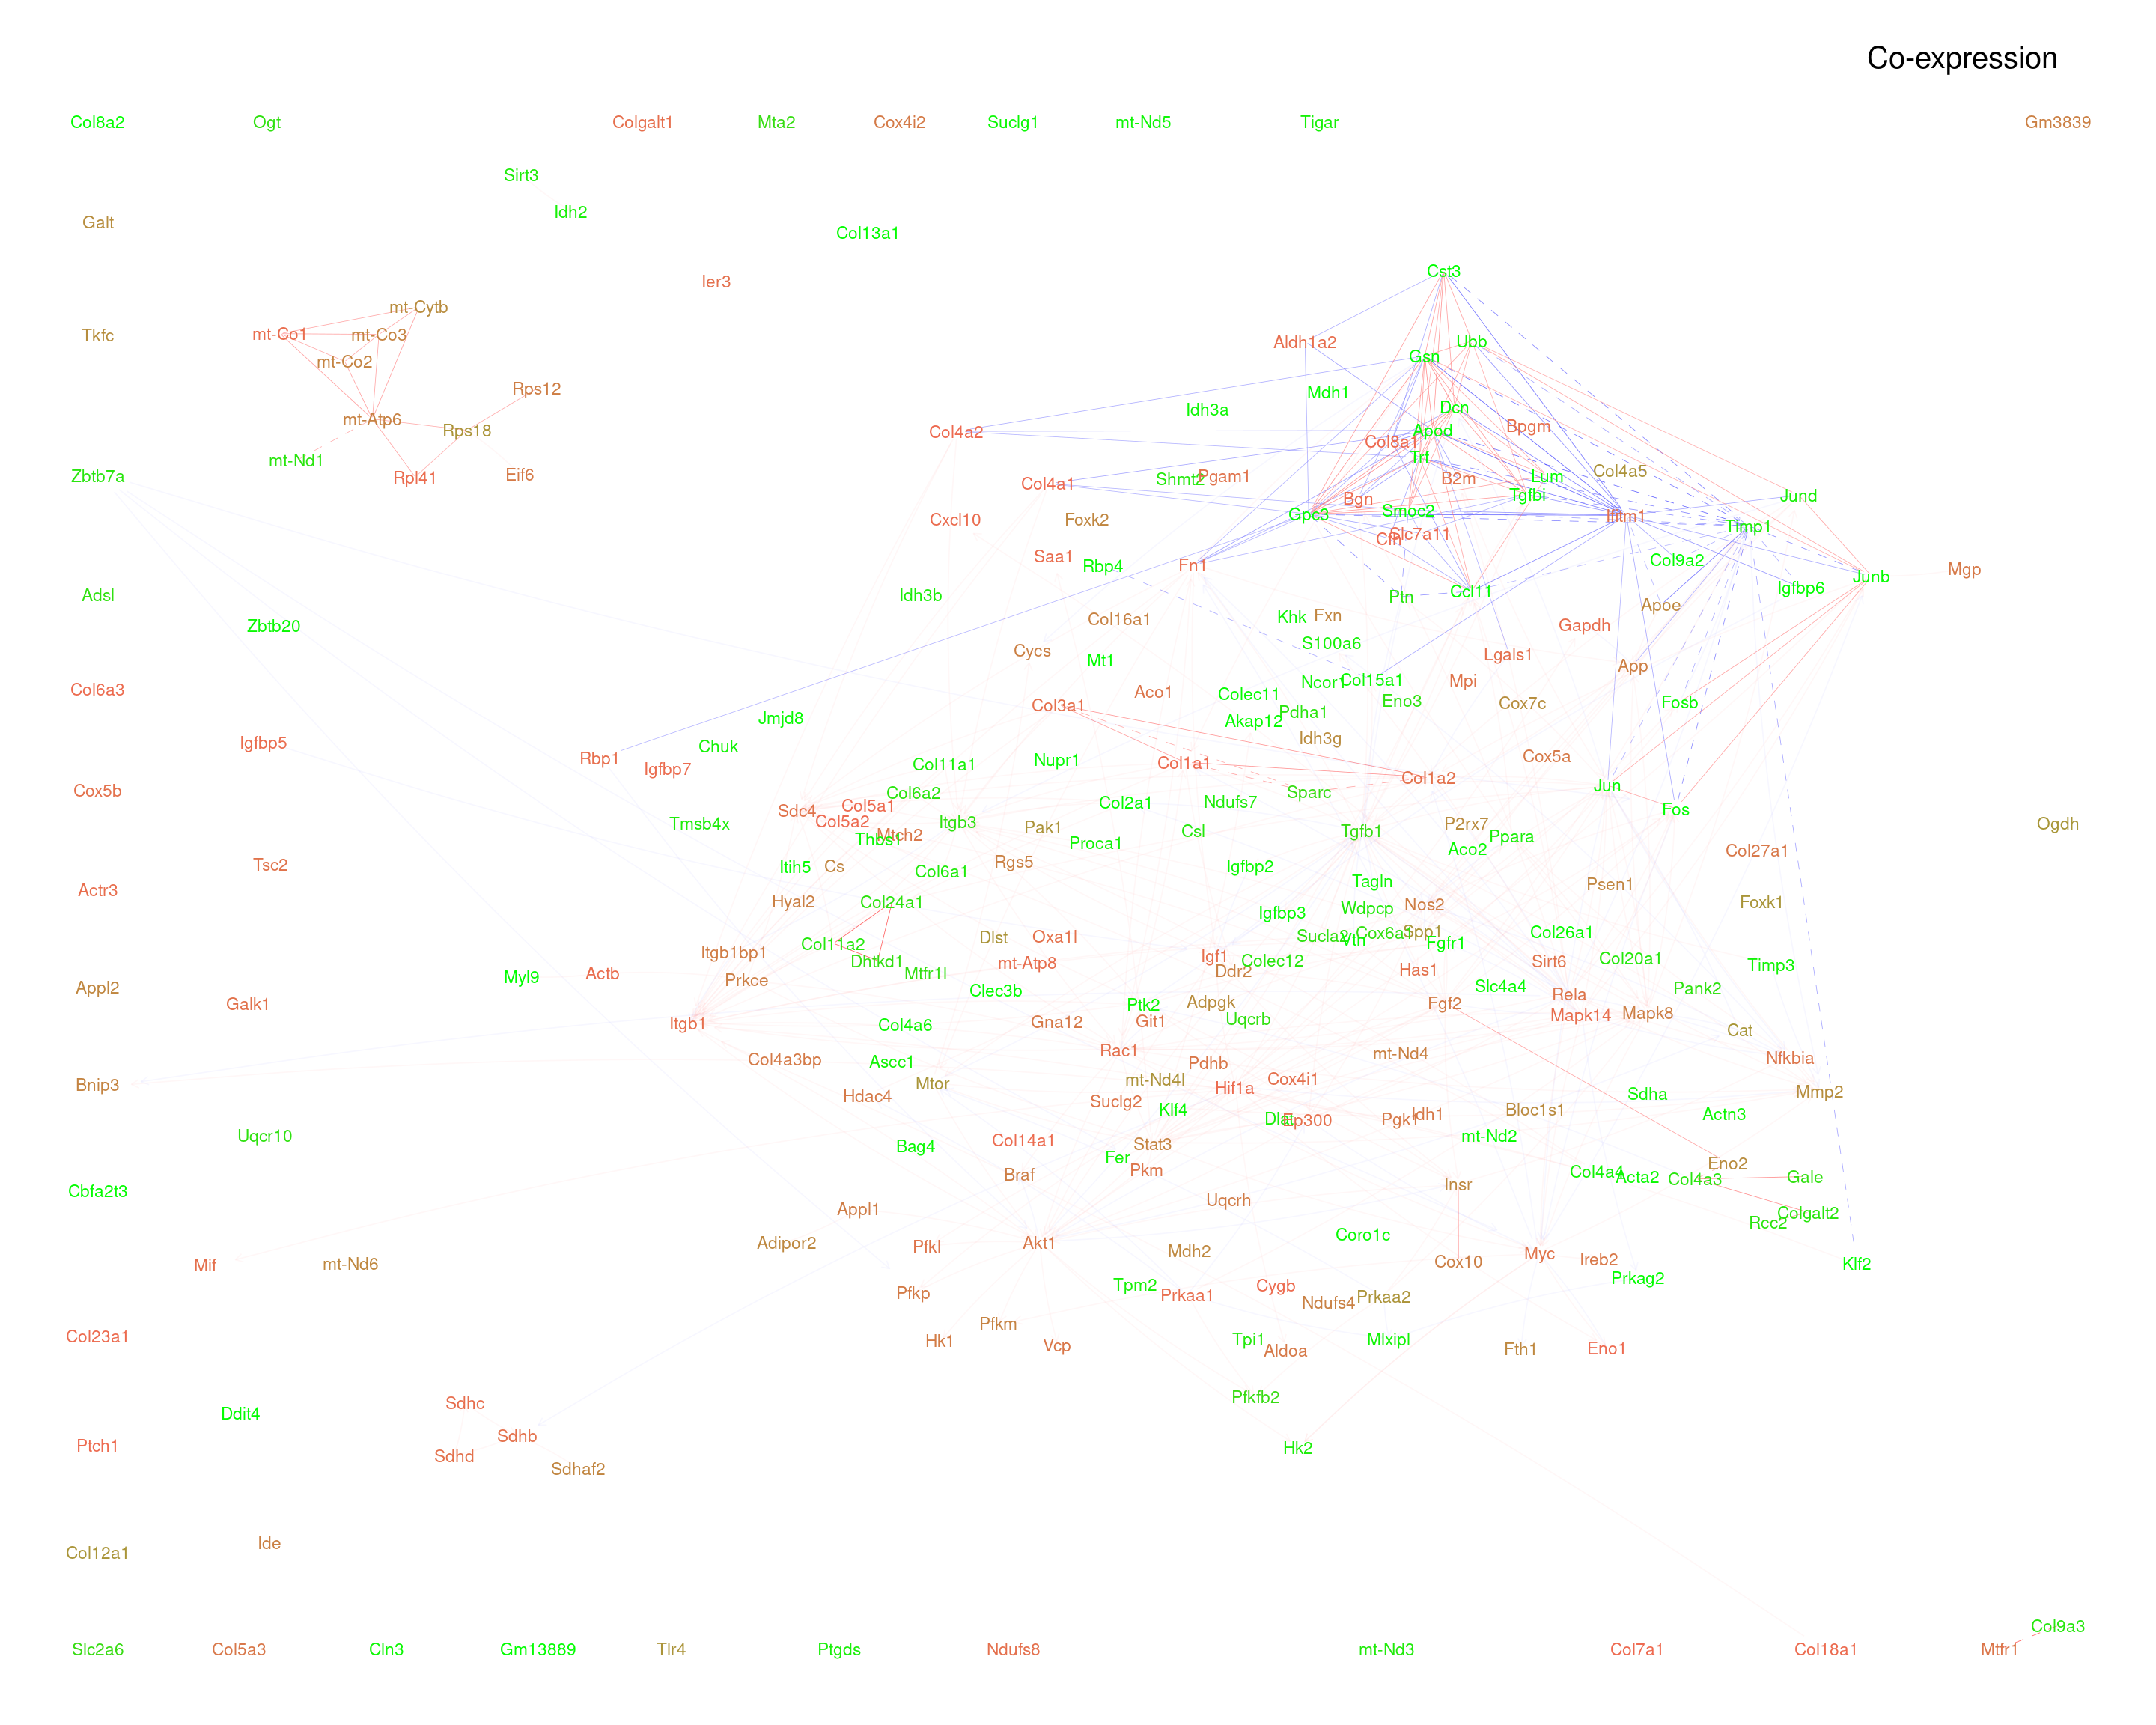 Co-expression
Col8a2 Ogt Colgalt1 Mta2 Cox4i2 Suclg1 mt-Nd5 Tigar Gm3839
Sirt3
Idh2
Galt
Col13a1
Cst3
Ier3
mt-Cytb
Tkfc mt-Co1 mt-Co3 Aldh1a2 Ubb
mt-Co2 Gsn
Rps12 Mdh1
Idh3a Dcn
mt-Atp6 Rps18 Col4a2 Apod Bpgm
Col8a1
mt-Nd1 Trf
Zbtb7a Rpl41 Eif6 Shmt2 Pgam1 B2m Lum Col4a5
Col4a1 Bgn Tgfbi Jund
Cxcl10 Foxk2 Gpc3 Smoc2 Ifitm1 Timp1
Slc7a11
Saa1 Rbp4 Fn1 Col9a2 Junb Mgp
Adsl Idh3b Ptn Ccl11 Apoe Igfbp6
Zbtb20 Col16a1 Khk Fxn Gapdh
Cycs Mt1 S100a6 Lgals1 App
Col6a3 Aco1 Colec11 Ncor1 Col15a1 Mpi
Col3a1 Eno3 Cox7c Fosb
Jmjd8 Akap12 Pdha1
Igfbp5 Chuk Idh3g
Rbp1 Igfbp7 Col11a1 Nupr1 Col1a1 Col1a2 Cox5a
Cox5b Col6a2 Sparc Jun
Sdc4 Col5a1 Col2a1 Ndufs7 Fos
Tmsb4x Col5a2 Itgb3 Pak1 Csl Tgfb1 P2rx7 Ogdh
Thbs1 Mtch2 Proca1 Aco2 Ppara Col27a1
Tsc2 Itih5 Cs Col6a1 Rgs5 Igfbp2
Actr3 Tagln Psen1
Hyal2 Col24a1 Igfbp3 Wdpcp Nos2 Foxk1
Itgb1bp1 Col11a2 Dlst Oxa1l Sucla2 Vtn Cox6a1 Spp1 Fgfr1 Col26a1
Dhtkd1 mt-Atp8 Igf1 Colec12 Sirt6 Col20a1 Timp3
Appl2 Galk1 Myl9 Actb Prkce Mtfr1l Clec3b Ddr2 Has1 Slc4a4 Pank2
Itgb1 Col4a6 Gna12 Ptk2 Git1 Adpgk Uqcrb Fgf2 Rela Mapk14 Mapk8 Cat
Col4a3bp Ascc1 Rac1 Pdhb mt-Nd4 Nfkbia
Bnip3 Mtor mt-Nd4l Hif1a Cox4i1 Mmp2
Hdac4 Suclg2 Klf4 Dlat Ep300 Pgk1 Idh1 Bloc1s1 Sdha Actn3
Uqcr10 Bag4 Col14a1 Stat3 mt-Nd2
Cbfa2t3 Braf Fer Pkm Insr Col4a4 Acta2 Col4a3 Eno2 Gale
Appl1 Uqcrh Rcc2 Colgalt2
Mif mt-Nd6 Adipor2 Pfkl Akt1 Mdh2 Coro1c Cox10 Myc Ireb2 Klf2
Pfkp Tpm2 Prkaa1 Cygb Ndufs4 Prkaa2 Prkag2
Col23a1 Hk1 Pfkm Vcp Tpi1 Aldoa Mlxipl Fth1 Eno1
Ddit4 Sdhc Pfkfb2
Ptch1 Sdhb Sdhd Hk2
Sdhaf2
Col12a1 Ide
Col9a3
Slc2a6 Col5a3 Cln3 Gm13889 Tlr4 Ptgds Ndufs8 mt-Nd3 Col7a1 Col18a1 Mtfr1